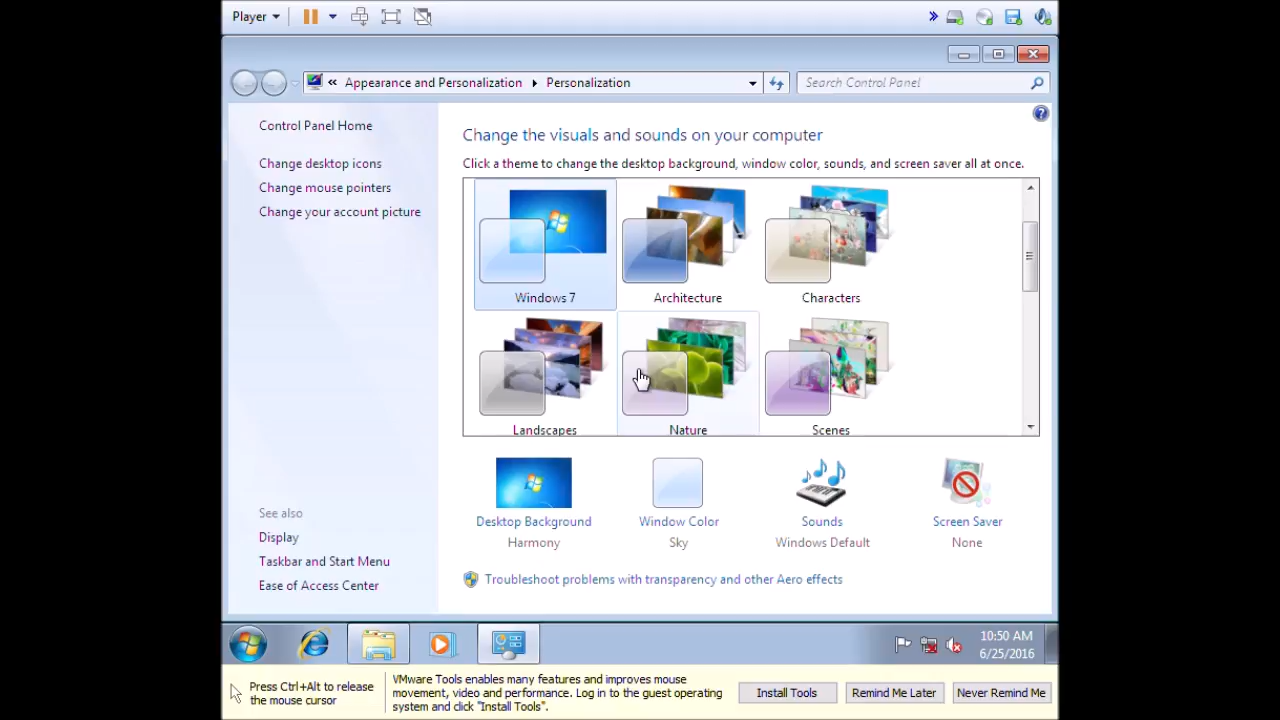 Player
Appearance and Personalization
Personalization
Search Control Panel
Control Panel Home
Change desktop icons
Change mouse pointers
Change your account picture
See also
Display
Taskbar and Start Menu
Ease of Access Center
Change the visuals and sounds on your computer
Click a theme to change the desktop background, window color, sounds, and screen saver all at once.
Windows 7
Architecture
Characters
Landscapes
Nature
Scenes
Desktop Background
Harmony
Window Color
Sky
Sounds
Windows Default
Screen Saver
None
Troubleshoot problems with transparency and other Aero effects
10:50 AM
6/25/2016
Press Ctrl+Alt to release
the mouse cursor
VMware Tools enables many features and improves mouse
movement, video and performance. Log in to the guest operating
system and click "Install Tools".
Install Tools
Remind Me Later
Never Remind Me